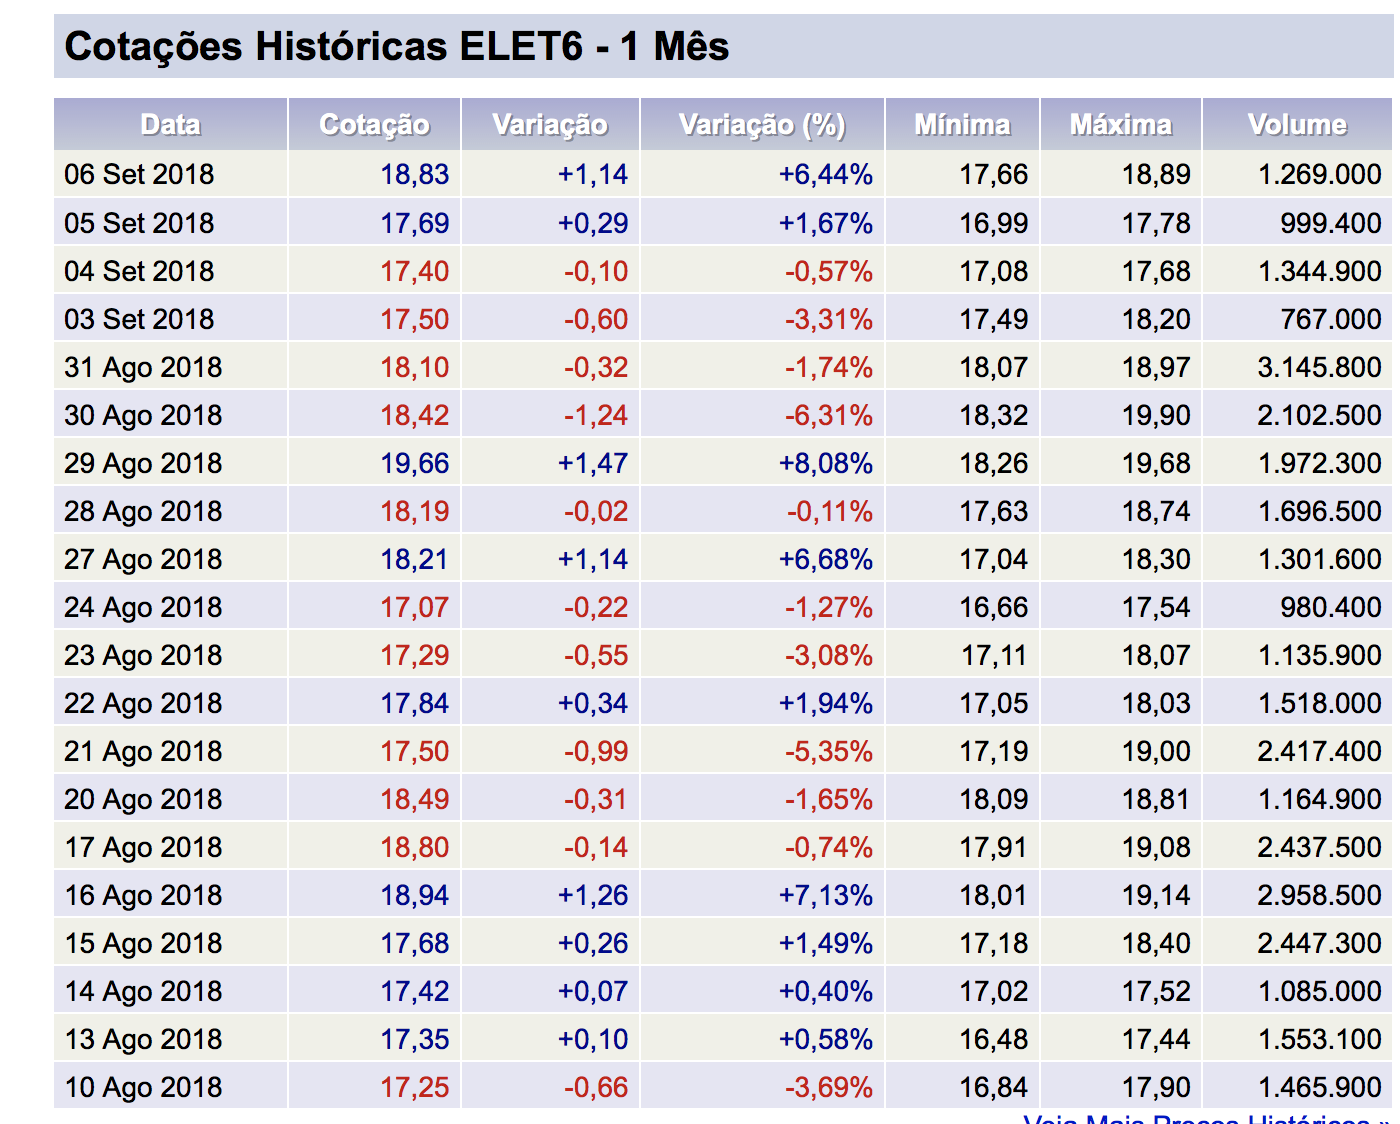 Cotações Históricas ELET6 - 1 Mês
Data Cotação Variação Variação (%) Mínima Máxima Volume
06 Set 2018 18,83 +1,14 +6,44% 17,66 18,89 1.269.000
05 Set 2018 17,69 +0,29 +1,67% 16,99 17,78 999.400
04 Set 2018 17,40 -0,10 -0,57% 17,08 17,68 1.344.900
03 Set 2018 17,50 -0,60 -3,31% 17,49 18,20 767.000
31 Ago 2018 18,10 -0,32 -1,74% 18,07 18,97 3.145.800
30 Ago 2018 18,42 -1,24 -6,31% 18,32 19,90 2.102.500
29 Ago 2018 19,66 +1,47 +8,08% 18,26 19,68 1.972.300
28 Ago 2018 18,19 -0,02 -0,11% 17,63 18,74 1.696.500
27 Ago 2018 18,21 +1,14 +6,68% 17,04 18,30 1.301.600
24 Ago 2018 17,07 -0,22 -1,27% 16,66 17,54 980.400
23 Ago 2018 17,29 -0,55 -3,08% 17,11 18,07 1.135.900
22 Ago 2018 17,84 +0,34 +1,94% 17,05 18,03 1.518.000
21 Ago 2018 17,50 -0,99 -5,35% 17,19 19,00 2.417.400
20 Ago 2018 18,49 -0,31 -1,65% 18,09 18,81 1.164.900
17 Ago 2018 18,80 -0,14 -0,74% 17,91 19,08 2.437.500
16 Ago 2018 18,94 +1,26 +7,13% 18,01 19,14 2.958.500
15 Ago 2018 17,68 +0,26 +1,49% 17,18 18,40 2.447.300
14 Ago 2018 17,42 +0,07 +0,40% 17,02 17,52 1.085.000
13 Ago 2018 17,35 +0,10 +0,58% 16,48 17,44 1.553.100
10 Ago 2018 17,25 -0,66 -3,69% 16,84 17,90 1.465.900
Veja Mais Preços Históricos »